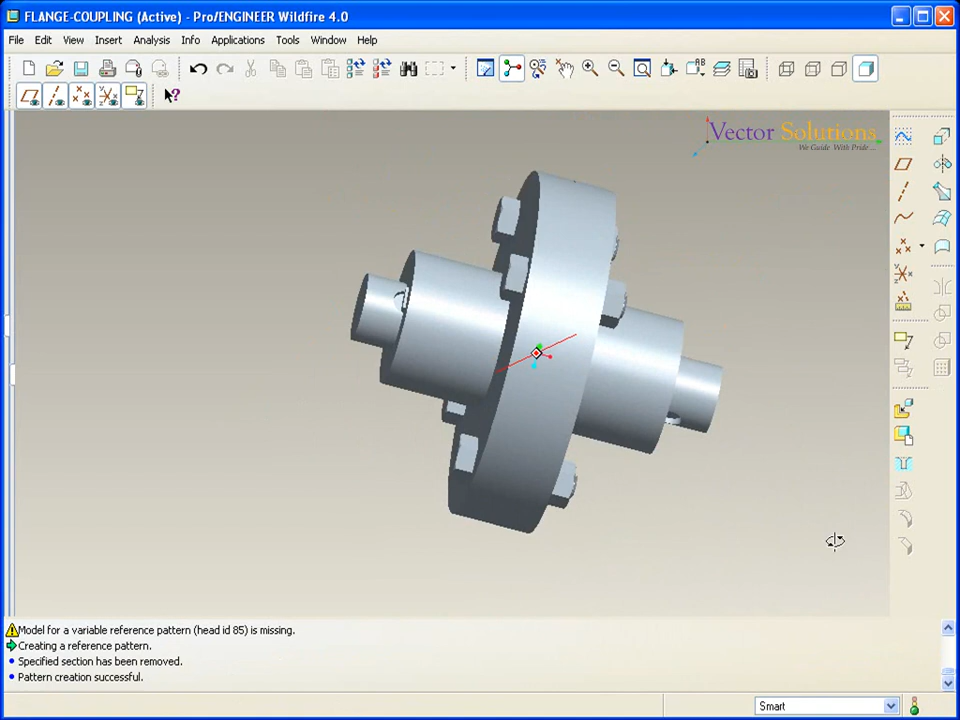 FLANGE-COUPLING (Active) - Pro/ENGINEER Wildfire 4.0
File Edit View Insert Analysis Info Applications Tools Window Help
Vector Solutions
We Guide With Pride...
Model for a variable reference pattern (head id 85) is missing.
Creating a reference pattern.
Specified section has been removed.
Pattern creation successful.
Smart